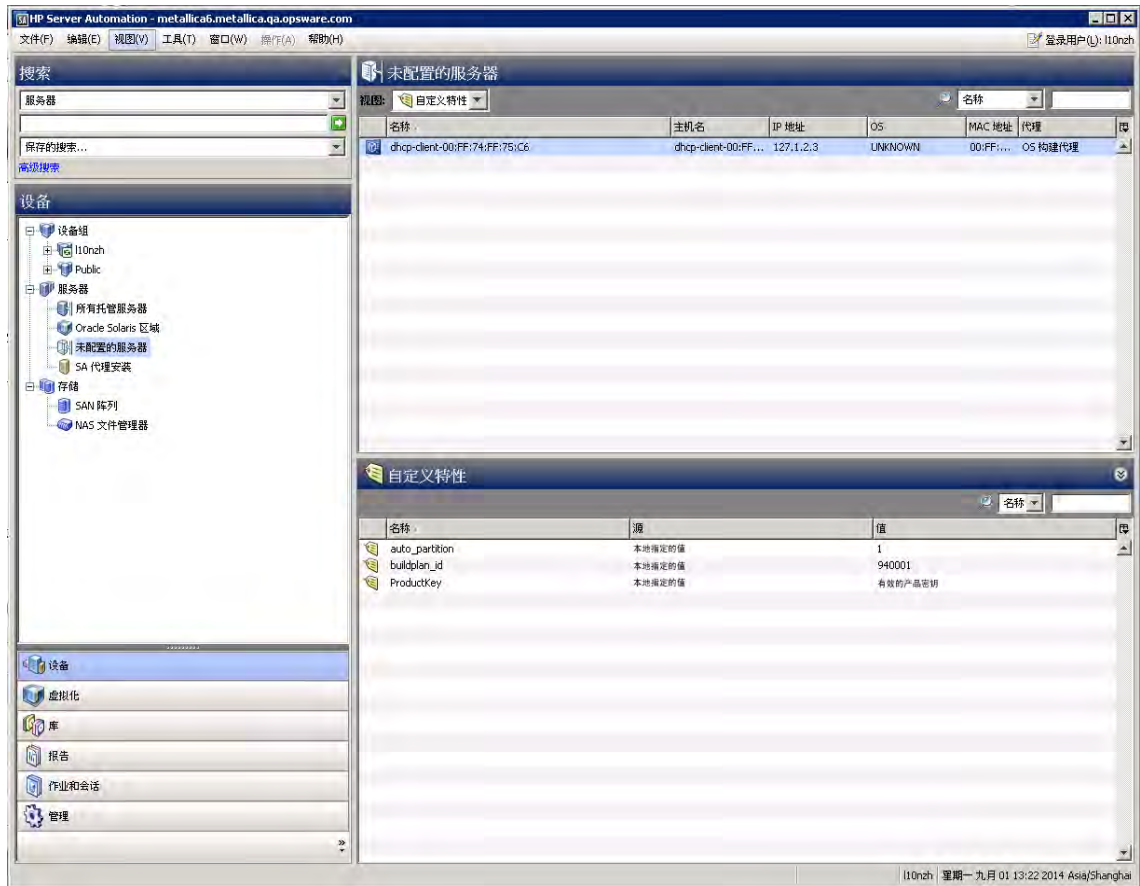 HP Server Automation - metallica6.metallica.qa.opsware.com
文件(F) 编辑(E) 视图(V) 工具(T) 窗口(W) 操作(A) 帮助(H)
登录用户(L): l10nzh
搜索
服务器
保存的搜索...
高级搜索
设备
设备组
l10nzh
Public
服务器
所有托管服务器
Oracle Solaris 区域
未配置的服务器
SA 代理安装
存储
SAN 阵列
NAS 文件管理器
设备
虚拟化
库
报告
作业和会话
管理
未配置的服务器
视图: 自定义特性 名称
名称 主机名 IP 地址 OS MAC 地址 代理
dhcp-client-00:FF:74:FF:75:C6 dhcp-client-00:FF... 127.1.2.3 UNKNOWN 00:FF:... OS 构建代理
自定义特性
名称
名称 源 值
auto_partition 本地指定的值 1
buildplan_id 本地指定的值 940001
ProductKey 本地指定的值 有效的产品密钥
l10nzh 星期一 九月 01 13:22 2014 Asia/Shanghai